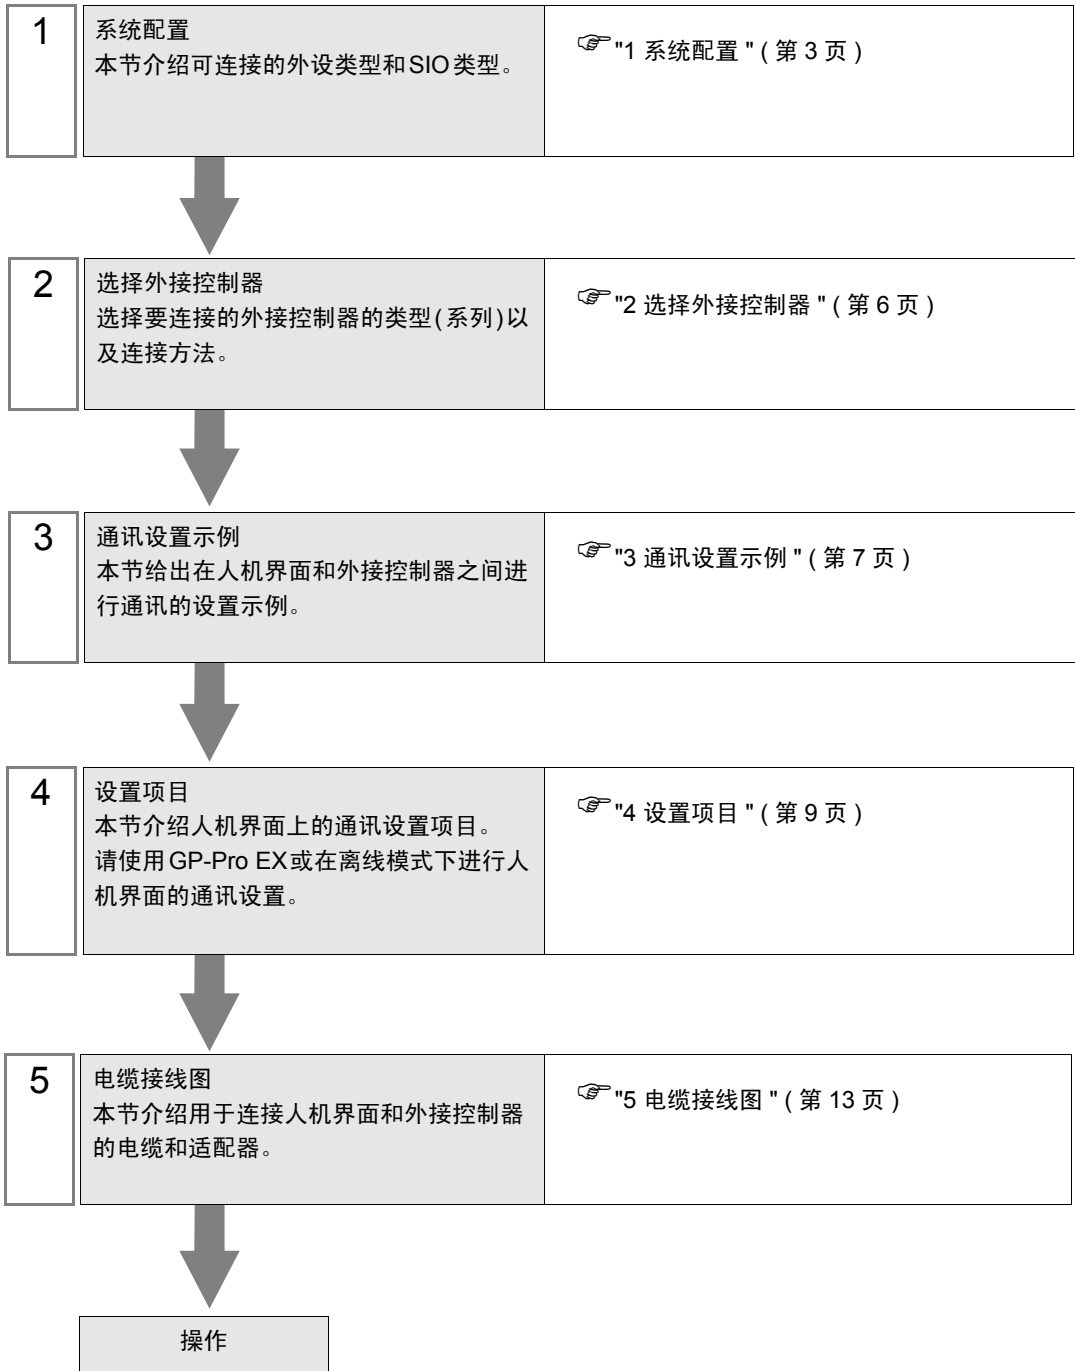 1
系统配置
本节介绍可连接的外设类型和SIO类型。
☞ "1 系统配置 " ( 第 3 页 )
2
选择外接控制器
选择要连接的外接控制器的类型(系列)以
及连接方法。
☞ "2 选择外接控制器 " ( 第 6 页 )
3
通讯设置示例
本节给出在人机界面和外接控制器之间进
行通讯的设置示例。
☞ "3 通讯设置示例 " ( 第 7 页 )
4
设置项目
本节介绍人机界面上的通讯设置项目。
请使用GP-Pro EX或在离线模式下进行人
机界面的通讯设置。
☞ "4 设置项目 " ( 第 9 页 )
5
电缆接线图
本节介绍用于连接人机界面和外接控制器
的电缆和适配器。
☞ "5 电缆接线图 " ( 第 13 页 )
操作